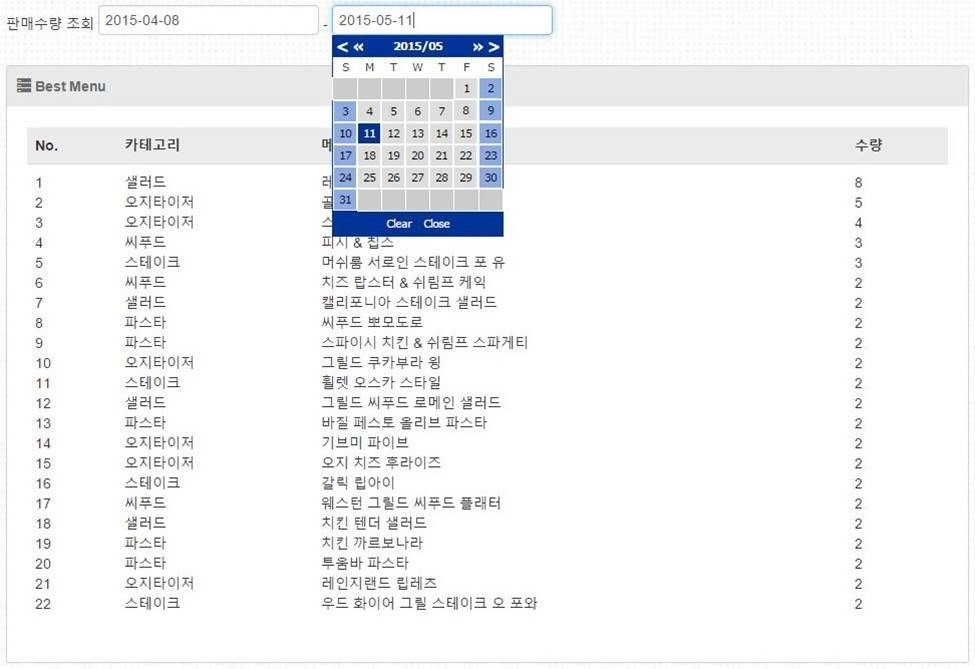 판매수량 조회 2015-04-08 - 2015-05-11
< « 2015/05 » >
S M T W T F S
1 2
3 4 5 6 7 8 9
10 11 12 13 14 15 16
17 18 19 20 21 22 23
24 25 26 27 28 29 30
31
Clear Close
Best Menu
No. 카테고리 수량
1 샐러드 8
2 오지타이저 5
3 오지타이저 4
4 씨푸드 피시 & 칩스 3
5 스테이크 머쉬룸 서로인 스테이크 포 유 3
6 씨푸드 치즈 랍스터 & 쉬림프 케익 2
7 샐러드 캘리포니아 스테이크 샐러드 2
8 파스타 씨푸드 뽀모도로 2
9 파스타 스파이시 치킨 & 쉬림프 스파게티 2
10 오지타이저 그릴드 쿠카부라 윙 2
11 스테이크 휠렛 오스카 스타일 2
12 샐러드 그릴드 씨푸드 로메인 샐러드 2
13 파스타 바질 페스토 올리브 파스타 2
14 오지타이저 기브미 파이브 2
15 오지타이저 오지 치즈 후라이즈 2
16 스테이크 갈릭 립아이 2
17 씨푸드 웨스턴 그릴드 씨푸드 플래터 2
18 샐러드 치킨 텐더 샐러드 2
19 파스타 치킨 까르보나라 2
20 파스타 투움바 파스타 2
21 오지타이저 레인지랜드 립레즈 2
22 스테이크 우드 화이어 그릴 스테이크 오 포와 2